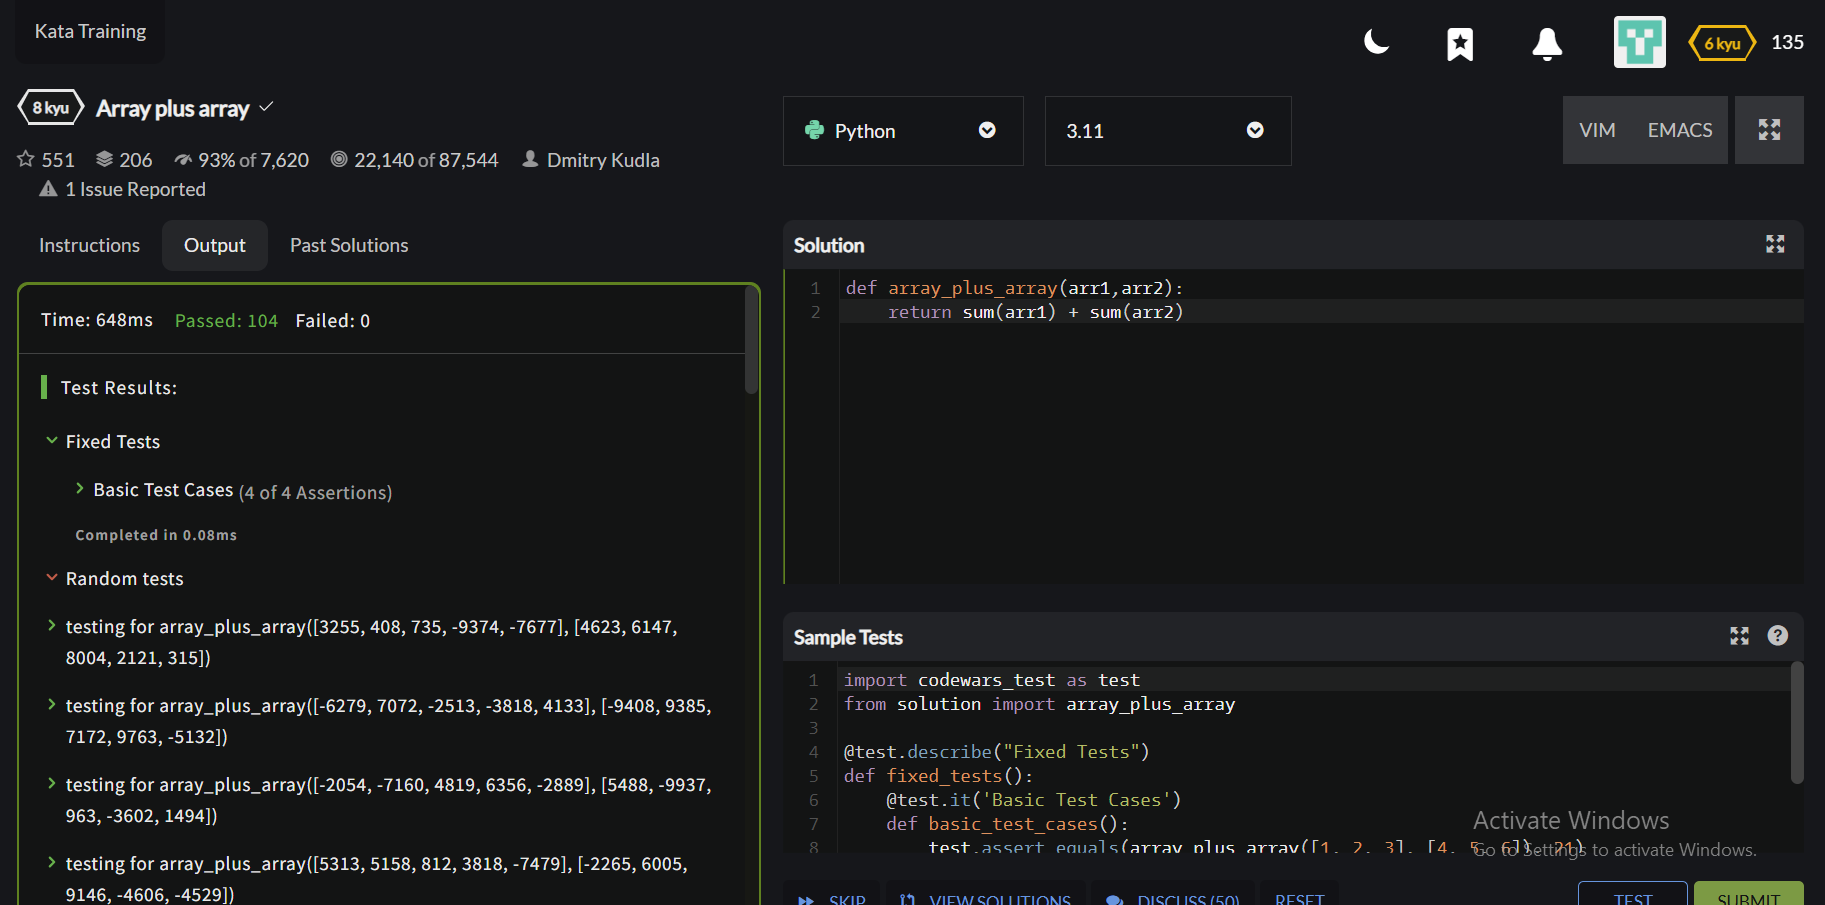 Kata Training
6 kyu 135
8 kyu Array plus array
551 206 93% of 7,620 22,140 of 87,544 Dmitry Kudla
1 Issue Reported
Python
3.11
VIM EMACS
Instructions Output Past Solutions
Time: 648ms Passed: 104 Failed: 0
Test Results:
Fixed Tests
Basic Test Cases (4 of 4 Assertions)
Completed in 0.08ms
Random tests
testing for array_plus_array([3255, 408, 735, -9374, -7677], [4623, 6147,
8004, 2121, 315])
testing for array_plus_array([-6279, 7072, -2513, -3818, 4133], [-9408, 9385,
7172, 9763, -5132])
testing for array_plus_array([-2054, -7160, 4819, 6356, -2889], [5488, -9937,
963, -3602, 1494])
testing for array_plus_array([5313, 5158, 812, 3818, -7479], [-2265, 6005,
9146, -4606, -4529])
Solution
1 def array_plus_array(arr1,arr2):
2 return sum(arr1) + sum(arr2)
Sample Tests
1 import codewars_test as test
2 from solution import array_plus_array
3
4 @test.describe("Fixed Tests")
5 def fixed_tests():
6 @test.it('Basic Test Cases')
7 def basic_test_cases():
8 test.assert_equals(array_plus_array([1, 2, 3], [4, 5, 6]), 21)
Activate Windows
Go to Settings to activate Windows.
SKIP VIEW SOLUTIONS DISCUSS (50) RESET TEST SUBMIT